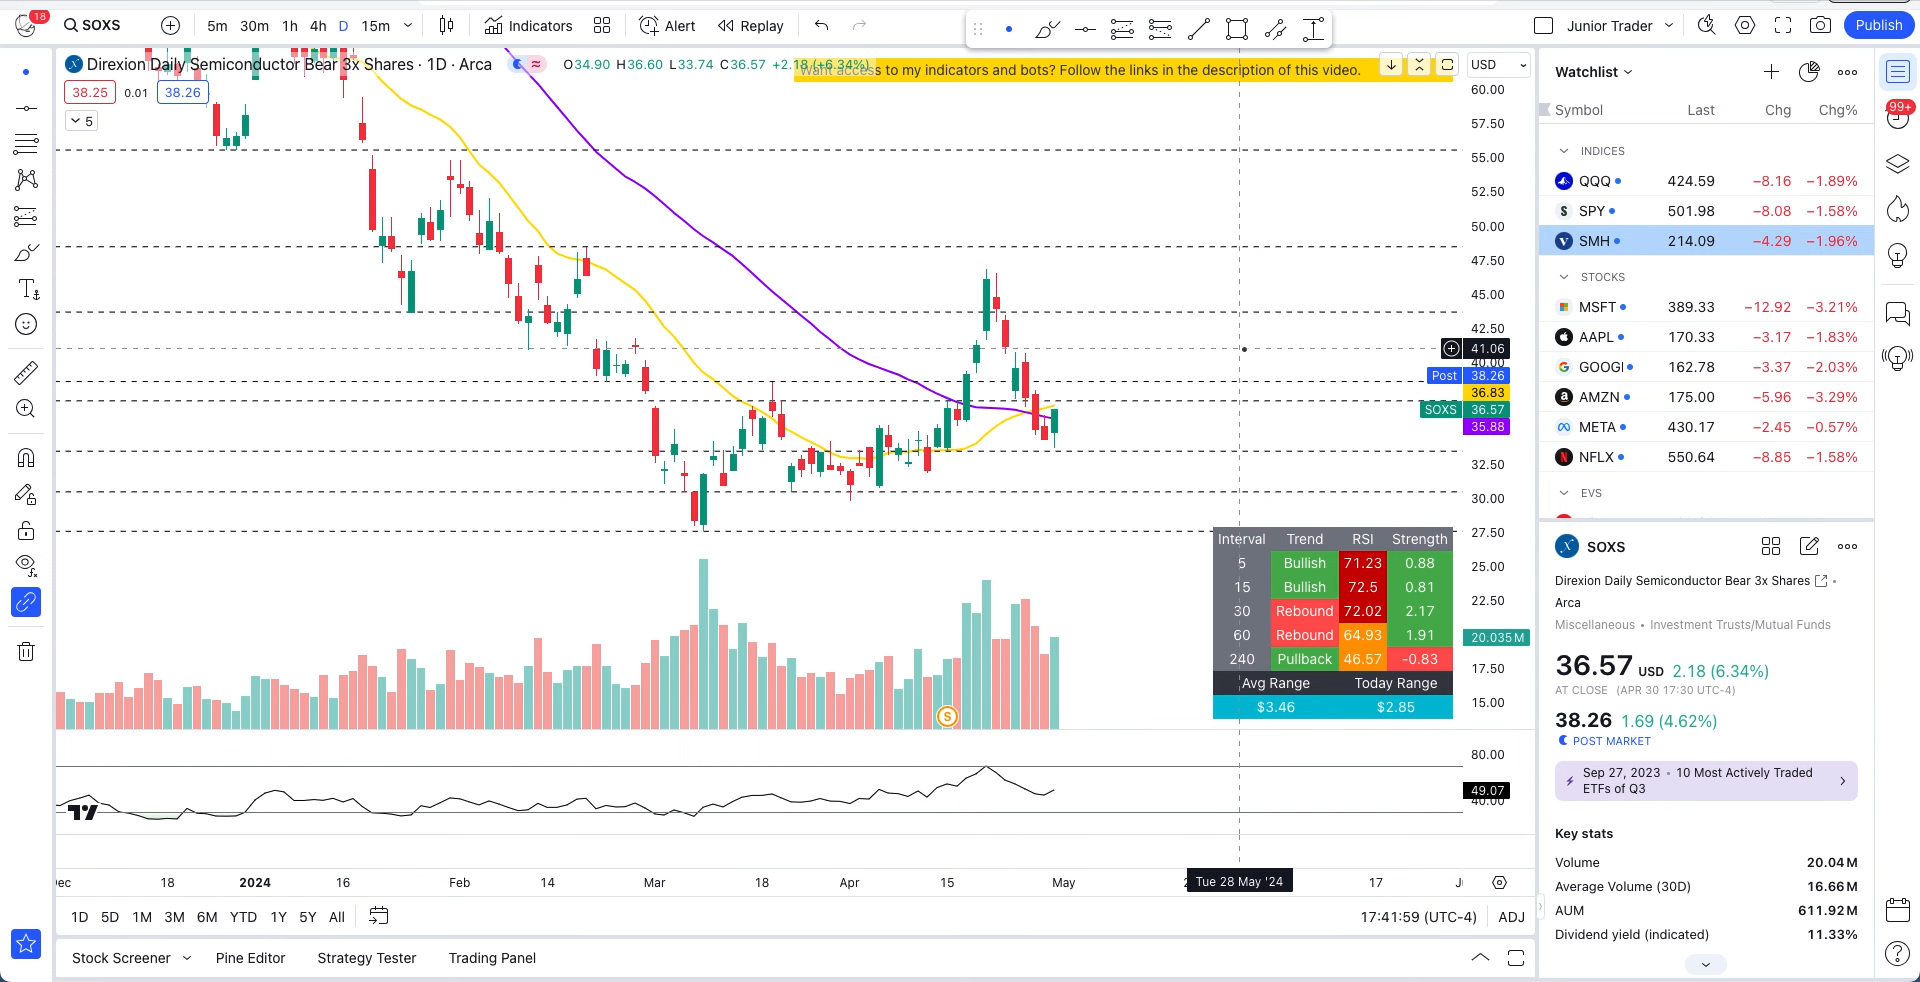 18
SOXS
5m 30m 1h 4h D 15m
Indicators
Alert
Replay
Junior Trader
Publish
Direxion Daily Semiconductor Bear 3x Shares · 1D · Arca
O34.90 H36.60 L33.74 C36.57 +2.18 (+6.34%)
ss to my indicators and bots? Follow the links in the description of this video.
38.25 0.01 38.26
5
USD
60.00
57.50
55.00
52.50
50.00
47.50
45.00
42.50
41.06
40.00
Post 38.26
36.83
SOXS 36.57
35.88
32.50
30.00
27.50
25.00
22.50
20.035M
17.50
15.00
80.00
49.07
40.00
Interval Trend RSI Strength
5 Bullish 71.23 0.88
15 Bullish 72.5 0.81
30 Rebound 72.02 2.17
60 Rebound 64.93 1.91
240 Pullback 46.57 -0.83
Avg Range Today Range
$3.46 $2.85
S
ec 18 2024 16 Feb 14 Mar 18 Apr 15 May Tue 28 May '24 17
1D 5D 1M 3M 6M YTD 1Y 5Y All
17:41:59 (UTC-4) ADJ
Stock Screener Pine Editor Strategy Tester Trading Panel
Watchlist
Symbol Last Chg Chg%
INDICES
QQQ 424.59 −8.16 −1.89%
SPY 501.98 −8.08 −1.58%
SMH 214.09 −4.29 −1.96%
STOCKS
MSFT 389.33 −12.92 −3.21%
AAPL 170.33 −3.17 −1.83%
GOOGL 162.78 −3.37 −2.03%
AMZN 175.00 −5.96 −3.29%
META 430.17 −2.45 −0.57%
NFLX 550.64 −8.85 −1.58%
EVS
SOXS
Direxion Daily Semiconductor Bear 3x Shares •
Arca
Miscellaneous • Investment Trusts/Mutual Funds
36.57 USD 2.18 (6.34%)
AT CLOSE (APR 30 17:30 UTC-4)
38.26 1.69 (4.62%)
POST MARKET
Sep 27, 2023 • 10 Most Actively Traded
ETFs of Q3
Key stats
Volume 20.04M
Average Volume (30D) 16.66M
AUM 611.92M
Dividend yield (indicated) 11.33%
99+